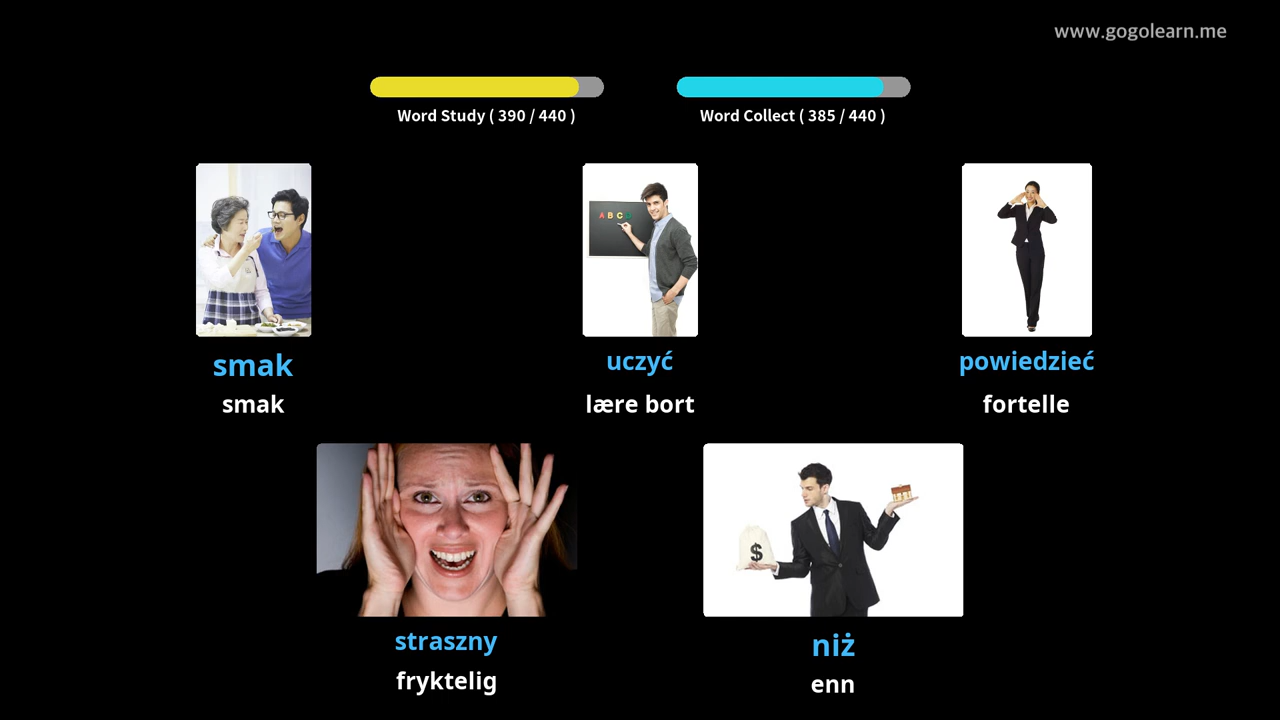 www.gogolearn.me
Word Study ( 390 / 440 )
Word Collect ( 385 / 440 )
A B C D
smak
smak
uczyć
lære bort
powiedzieć
fortelle
$
straszny
fryktelig
niż
enn